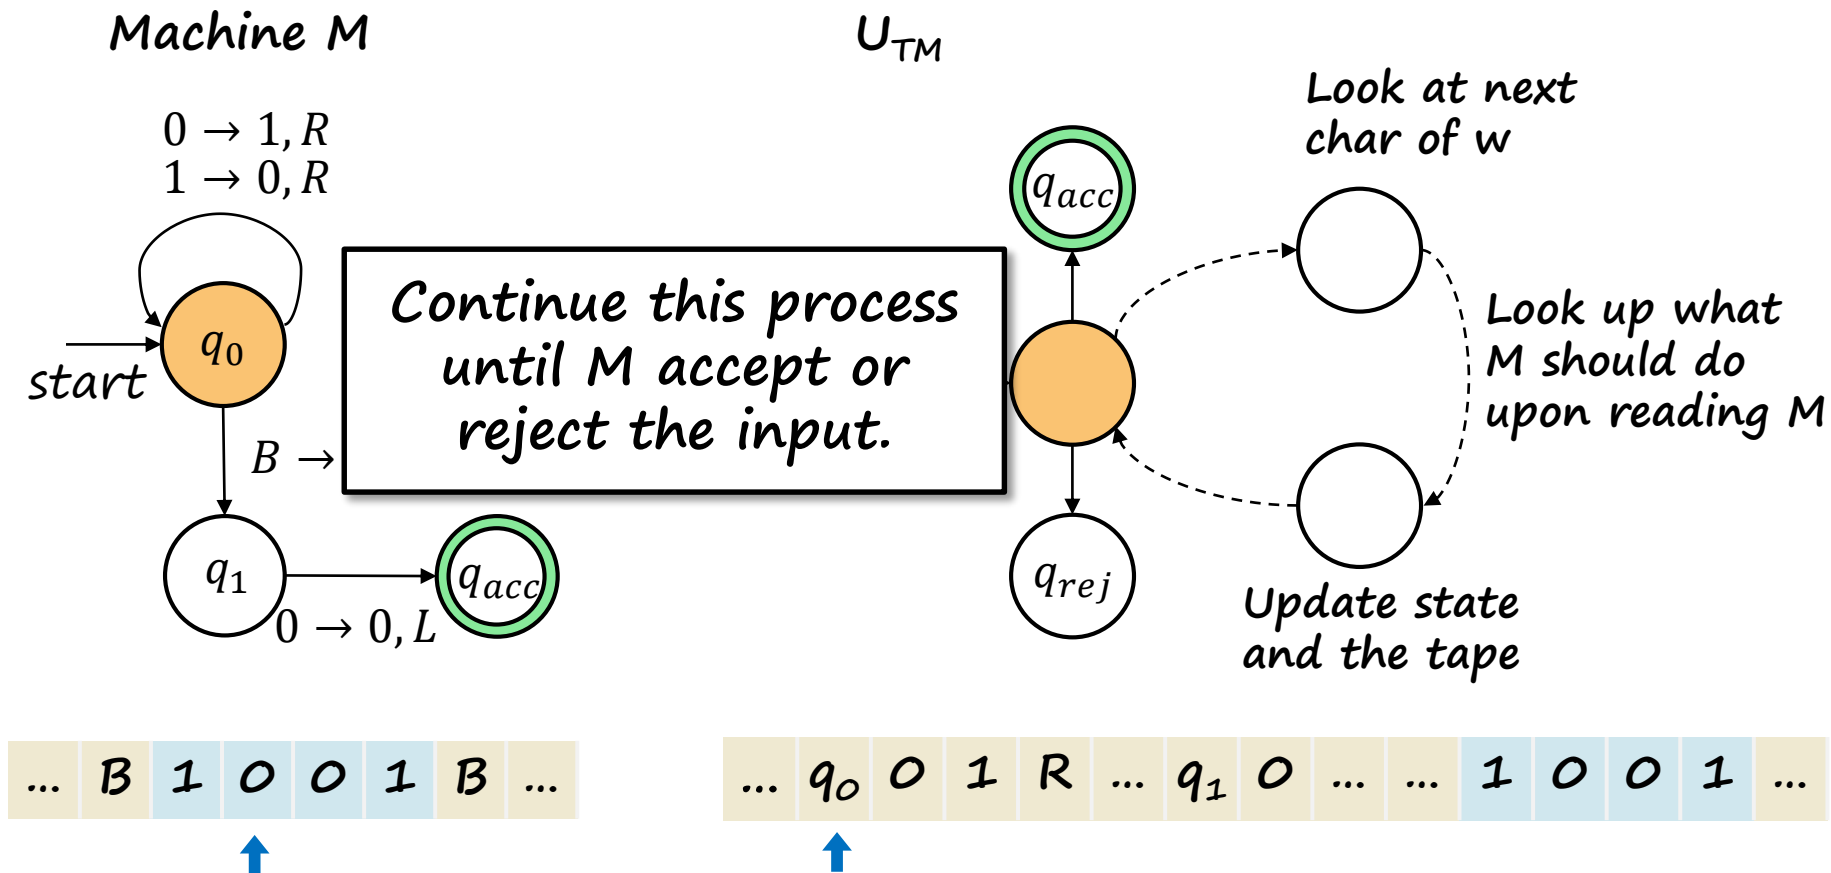 Machine M
U_TM
0 → 1, R
1 → 0, R
q_0
start
B →
q_1
q_acc
0 → 0, L
Continue this process
until M accept or
reject the input.
q_acc
q_rej
Look at next
char of w
Look up what
M should do
upon reading M
Update state
and the tape
... B 1 0 0 1 B ...
... q_0 0 1 R ... q_1 0 ... ... 1 0 0 1 ...